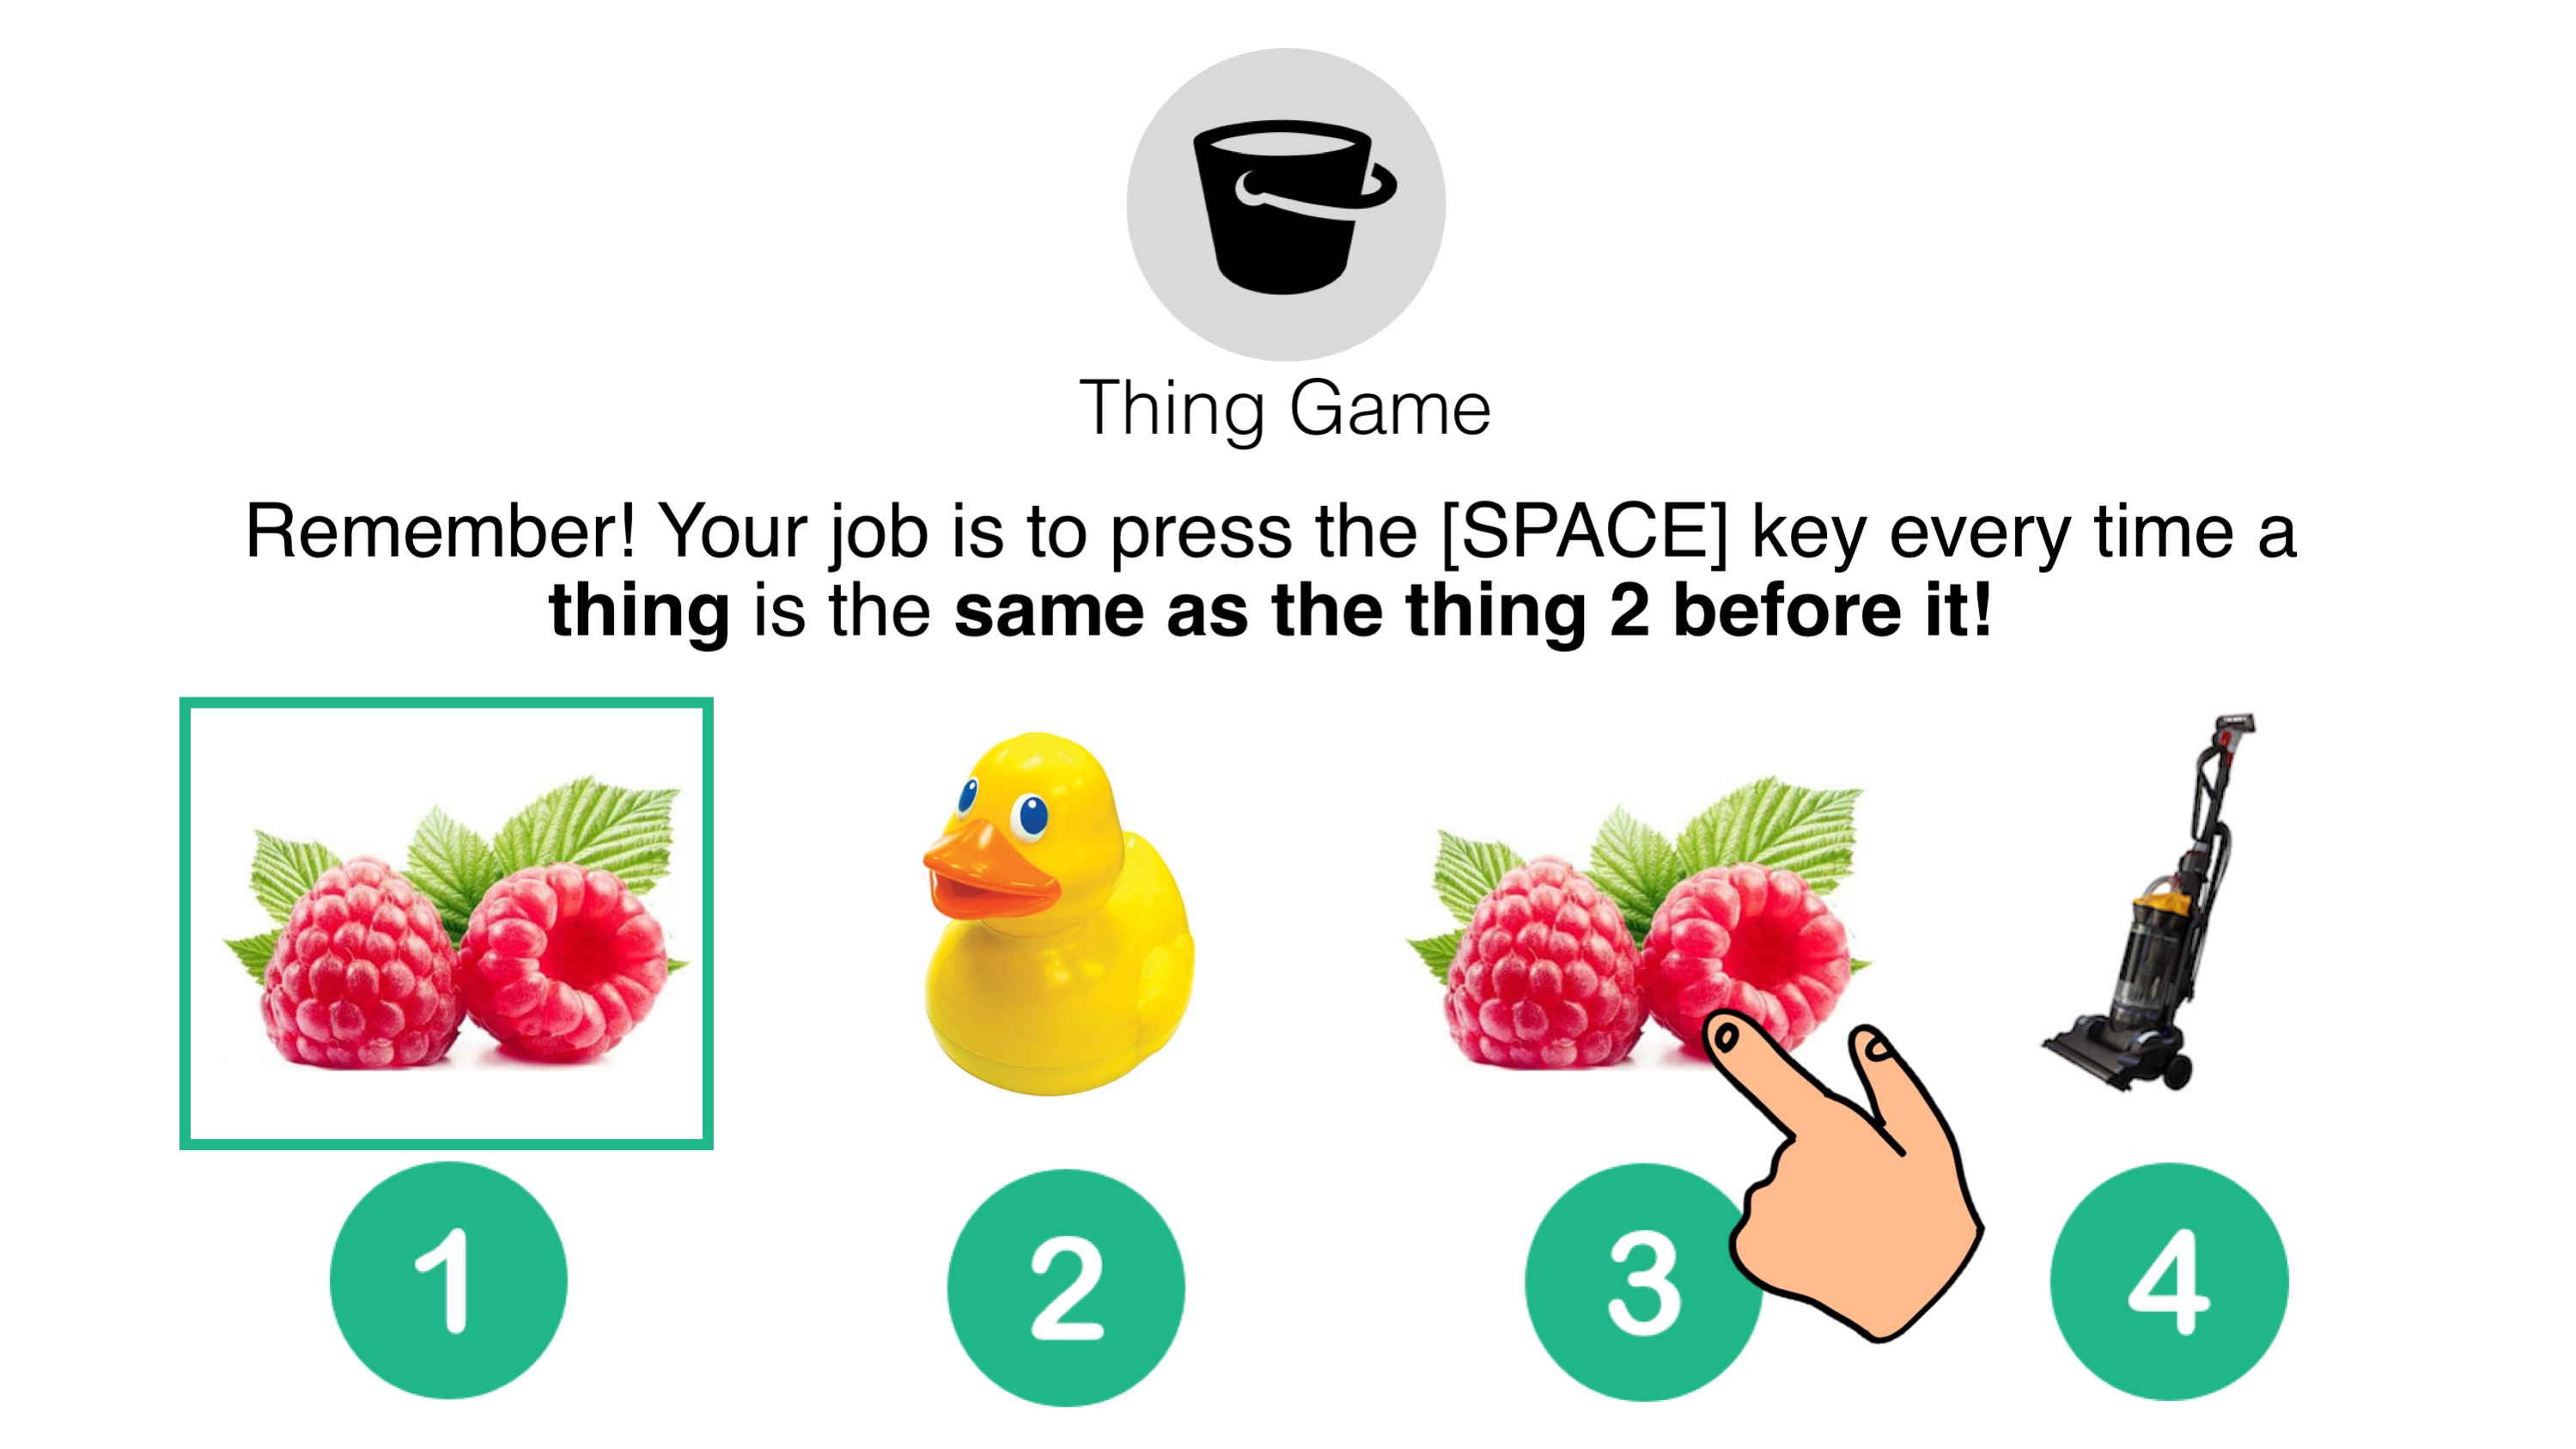 Thing Game
Remember! Your job is to press the [SPACE] key every time a
thing is the same as the thing 2 before it!
1 2 3 4